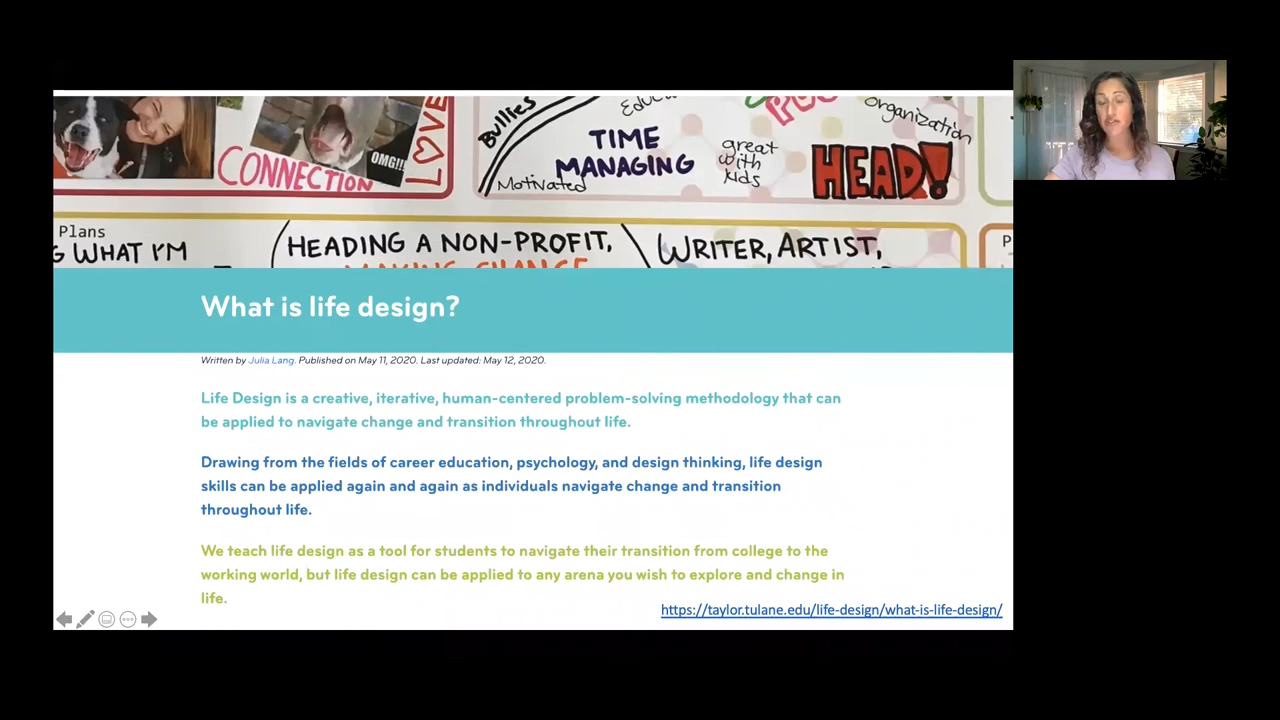 CONNECTION
OMG!!!
LOVE
Bullies
TIME
MANAGING
Motivated
great
with
kids
organization
HEAD!
Plans
G WHAT I'M
HEADING A NON-PROFIT,
MAKING CHANGE
WRITER, ARTIST,
P
What is life design?
Written by Julia Lang. Published on May 11, 2020. Last updated: May 12, 2020.
Life Design is a creative, iterative, human-centered problem-solving methodology that can
be applied to navigate change and transition throughout life.
Drawing from the fields of career education, psychology, and design thinking, life design
skills can be applied again and again as individuals navigate change and transition
throughout life.
We teach life design as a tool for students to navigate their transition from college to the
working world, but life design can be applied to any arena you wish to explore and change in
life.
https://taylor.tulane.edu/life-design/what-is-life-design/